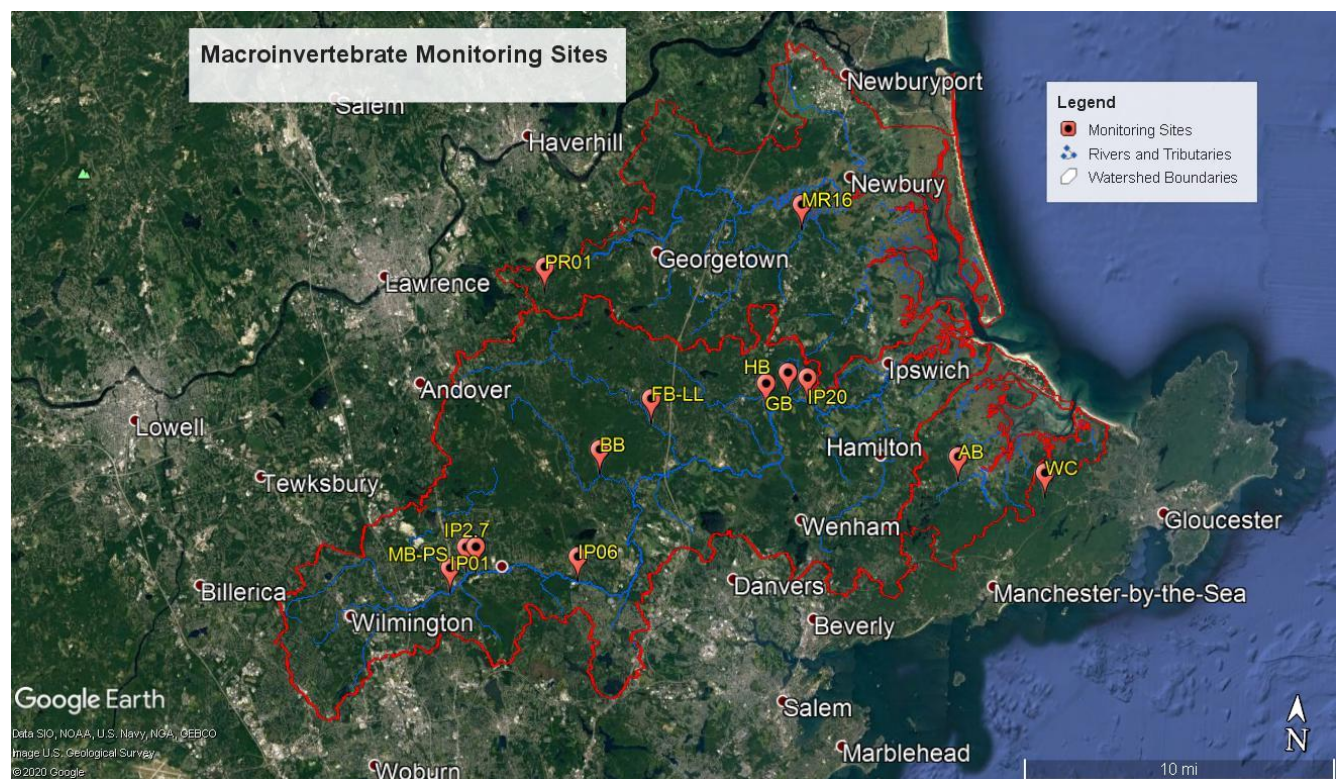 Macroinvertebrate Monitoring Sites
Salem
Newburyport
Legend
Monitoring Sites
Rivers and Tributaries
Watershed Boundaries
Haverhill
Newbury
MR16
Georgetown
PR01
Lawrence
HB
Ipswich
Andover
FB-LL
GB
IP20
Lowell
BB
Hamilton
AB
WC
Tewksbury
Gloucester
IP2.7
Wenham
MB-PS
IP01
IP06
Billerica
Danvers
Manchester-by-the-Sea
Wilmington
Beverly
Google Earth
Salem
N
Data SIO, NOAA, U.S. Navy, NGA, GEBCO
Image U.S. Geological Survey
© 2020 Google
Marblehead
Woburn
10 mi